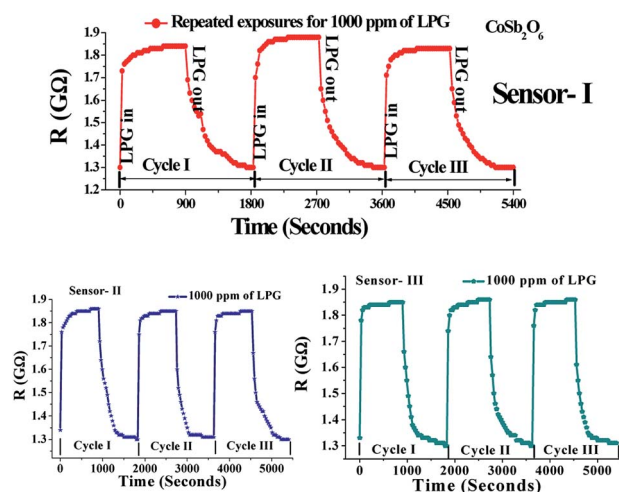 Repeated exposures for 1000 ppm of LPG
CoSb2O6
Sensor- I
R (GΩ)
1.9
1.8
1.7
1.6
1.5
1.4
1.3
1.2
LPG in
LPG out
LPG in
LPG out
LPG in
LPG out
Cycle I
Cycle II
Cycle III
0 900 1800 2700 3600 4500 5400
Time (Seconds)
Sensor- II
1000 ppm of LPG
R (GΩ)
1.9
1.8
1.7
1.6
1.5
1.4
1.3
Cycle I
Cycle II
Cycle III
0 1000 2000 3000 4000 5000
Time (Seconds)
Sensor- III
1000 ppm of LPG
R (GΩ)
1.9
1.8
1.7
1.6
1.5
1.4
1.3
Cycle I
Cycle II
Cycle III
0 1000 2000 3000 4000 5000
Time (Seconds)